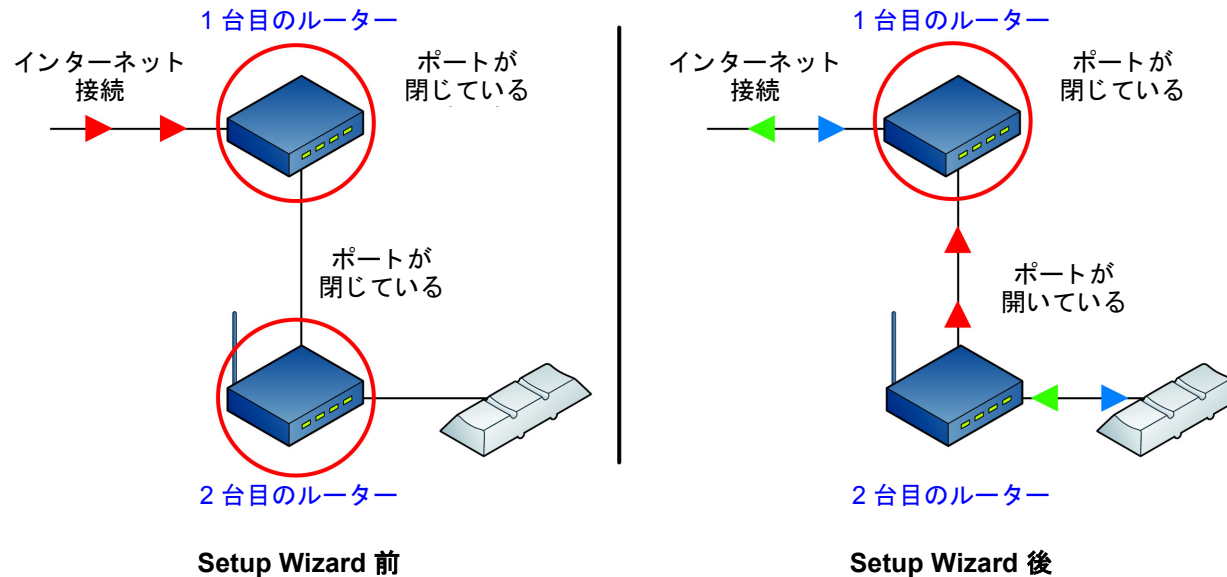 1 台目のルーター
インターネット
接続
ポートが
閉じている
ポートが
閉じている
2 台目のルーター
Setup Wizard 前
1 台目のルーター
インターネット
接続
ポートが
閉じている
ポートが
開いている
2 台目のルーター
Setup Wizard 後